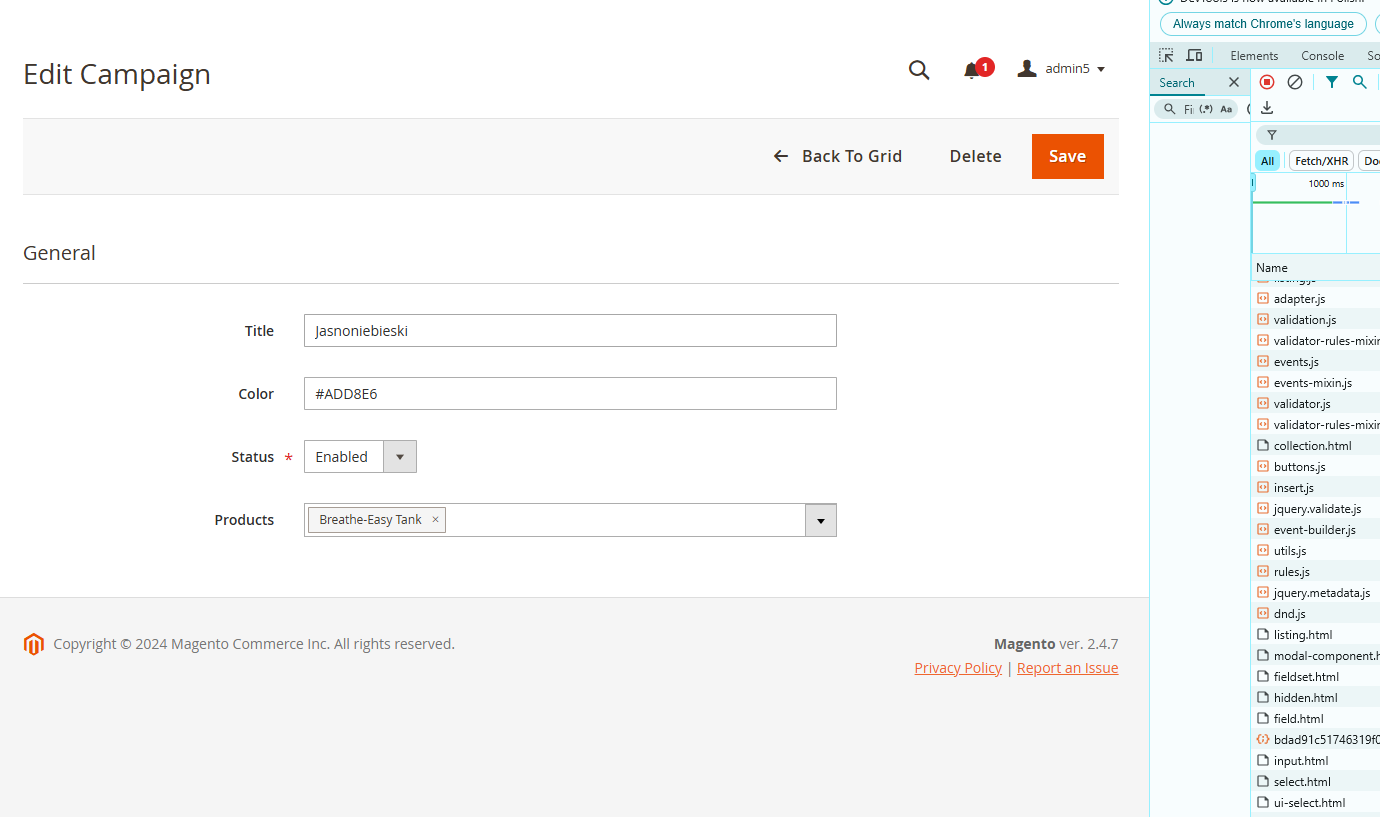 Edit Campaign
1
admin5
Back To Grid
Delete
Save
General
Title
Jasnoniebieski
Color
#ADD8E6
Status *
Enabled
Products
Breathe-Easy Tank ×
Copyright © 2024 Magento Commerce Inc. All rights reserved.
Magento ver. 2.4.7
Privacy Policy | Report an Issue
Always match Chrome's language
Elements
Console
So
Search
Fi (.*) Aa
All
Fetch/XHR
Doc
1000 ms
Name
listing.js
adapter.js
validation.js
validator-rules-mixin
events.js
events-mixin.js
validator.js
validator-rules-mixin
collection.html
buttons.js
insert.js
jquery.validate.js
event-builder.js
utils.js
rules.js
jquery.metadata.js
dnd.js
listing.html
modal-component.h
fieldset.html
hidden.html
field.html
bdad91c51746319f0
input.html
select.html
ui-select.html